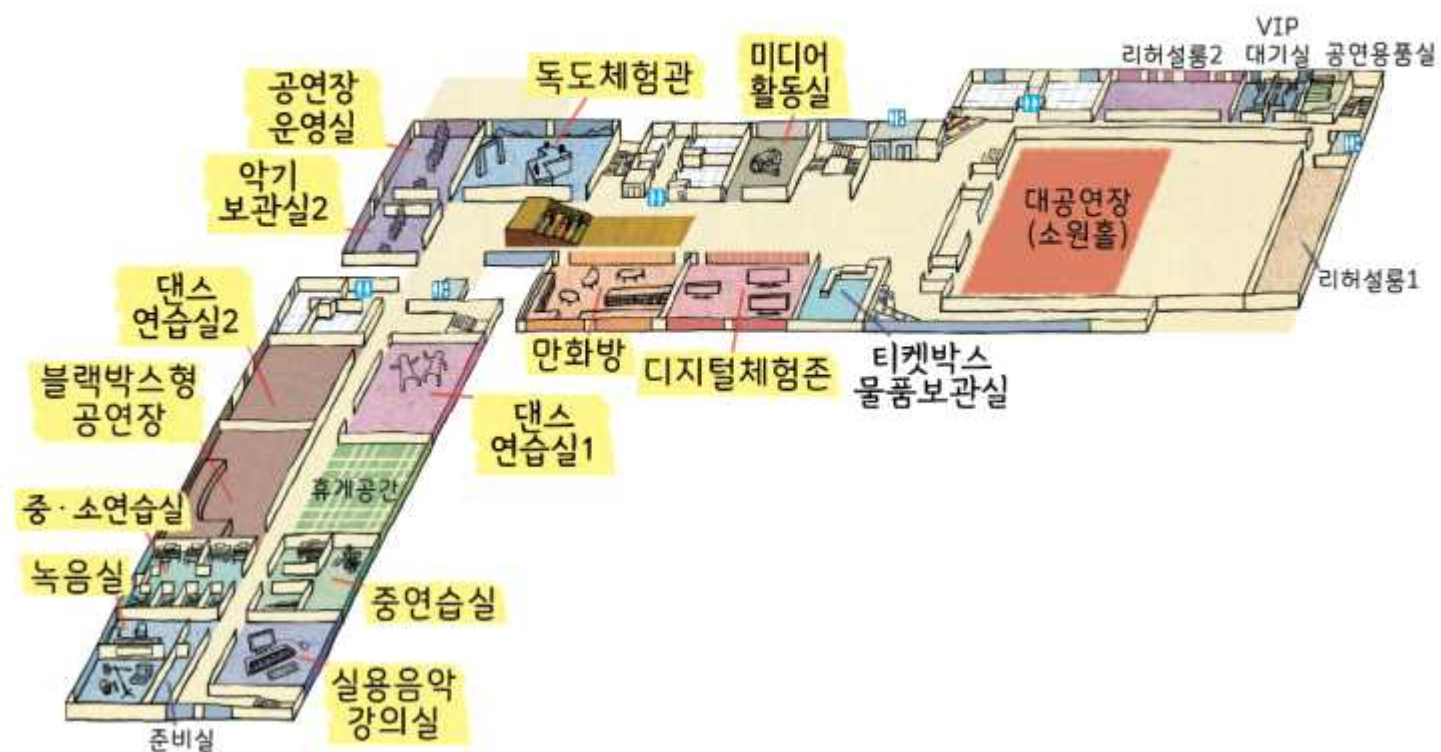 VIP
리허설룸2
대기실
공연용품실
미디어
활동실
독도체험관
공연장
운영실
악기
보관실2
대공연장
(소원홀)
리허설룸1
댄스
연습실2
만화방
디지털체험존
티켓박스
물품보관실
블랙박스형
공연장
댄스
연습실1
휴게공간
중·소연습실
녹음실
중연습실
실용음악
강의실
준비실